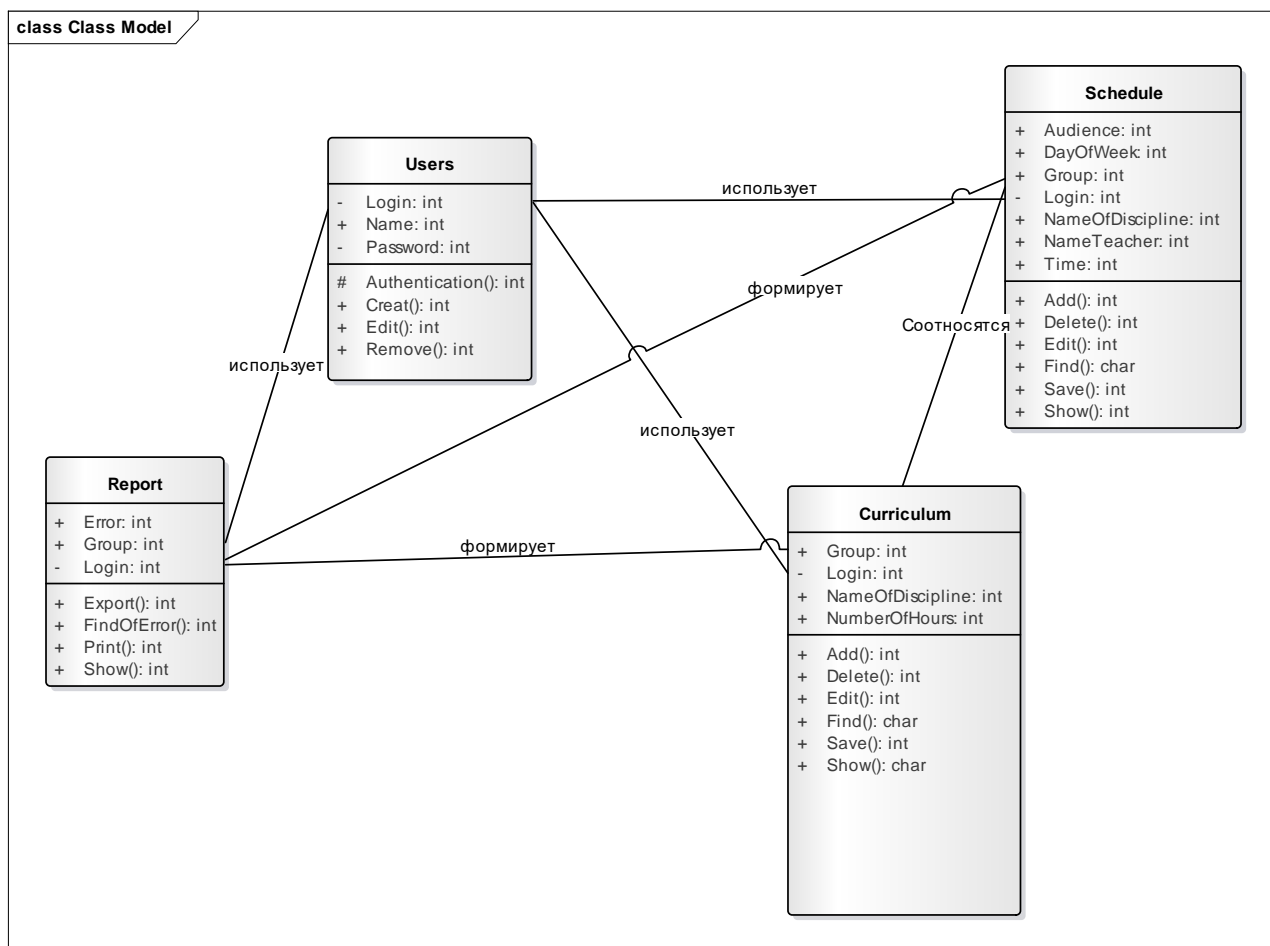 class Class Model
Users
- Login: int
+ Name: int
- Password: int
# Authentication(): int
+ Creat(): int
+ Edit(): int
+ Remove(): int
Schedule
+ Audience: int
+ DayOfWeek: int
+ Group: int
- Login: int
+ NameOfDiscipline: int
+ NameTeacher: int
+ Time: int
+ Add(): int
+ Delete(): int
+ Edit(): int
+ Find(): char
+ Save(): int
+ Show(): int
использует
формирует
Соотносятся
использует
использует
формирует
Report
+ Error: int
+ Group: int
- Login: int
+ Export(): int
+ FindOfError(): int
+ Print(): int
+ Show(): int
Curriculum
+ Group: int
- Login: int
+ NameOfDiscipline: int
+ NumberOfHours: int
+ Add(): int
+ Delete(): int
+ Edit(): int
+ Find(): char
+ Save(): int
+ Show(): char